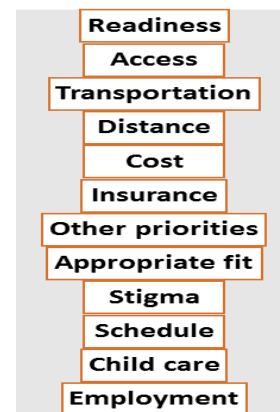 Readiness
Access
Transportation
Distance
Cost
Insurance
Other priorities
Appropriate fit
Stigma
Schedule
Child care
Employment